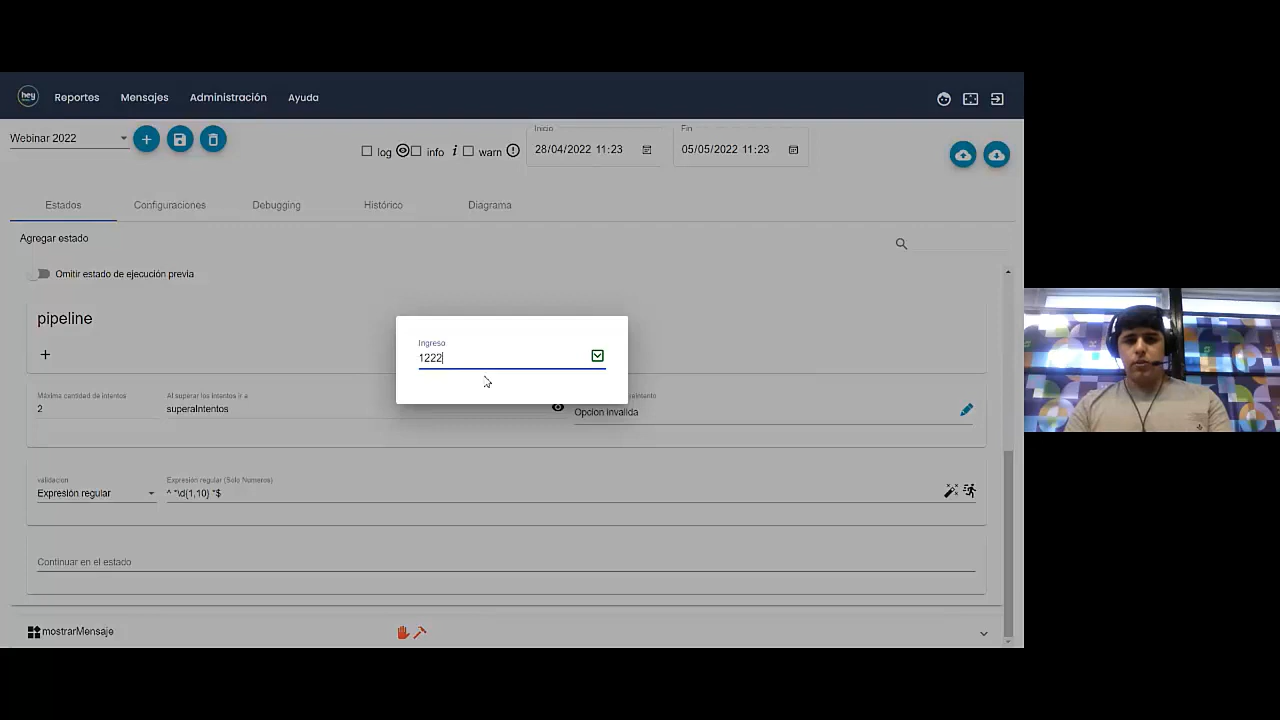 hey
Reportes Mensajes Administración Ayuda
Webinar 2022
log info i warn
Inicio
28/04/2022 11:23
Fin
05/05/2022 11:23
Estados Configuraciones Debugging Histórico Diagrama
Agregar estado
Omitir estado de ejecución previa
pipeline
Ingreso
1222
Máxima cantidad de intentos
2
Al superar los intentos ir a
superaIntentos
Opcion invalida
validacion
Expresión regular
Expresión regular (Solo Numeros)
^ *\d{1,10} *$
Continuar en el estado
mostrarMensaje